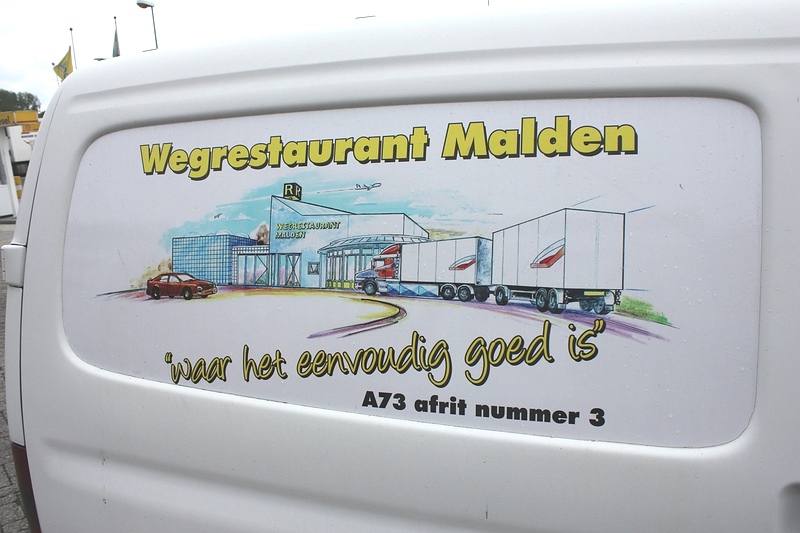 Wegrestaurant Malden
R
WEGRESTAURANT
MALDEN
"waar het eenvoudig goed is"
A73 afrit nummer 3